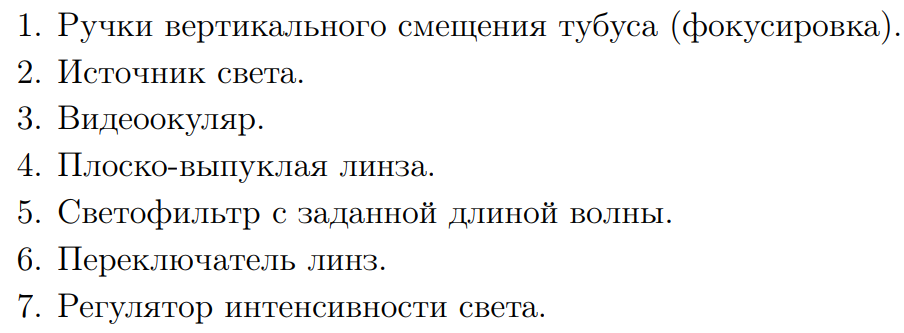 1. Ручки вертикального смещения тубуса (фокусировка).
2. Источник света.
3. Видеоокуляр.
4. Плоско-выпуклая линза.
5. Светофильтр с заданной длиной волны.
6. Переключатель линз.
7. Регулятор интенсивности света.